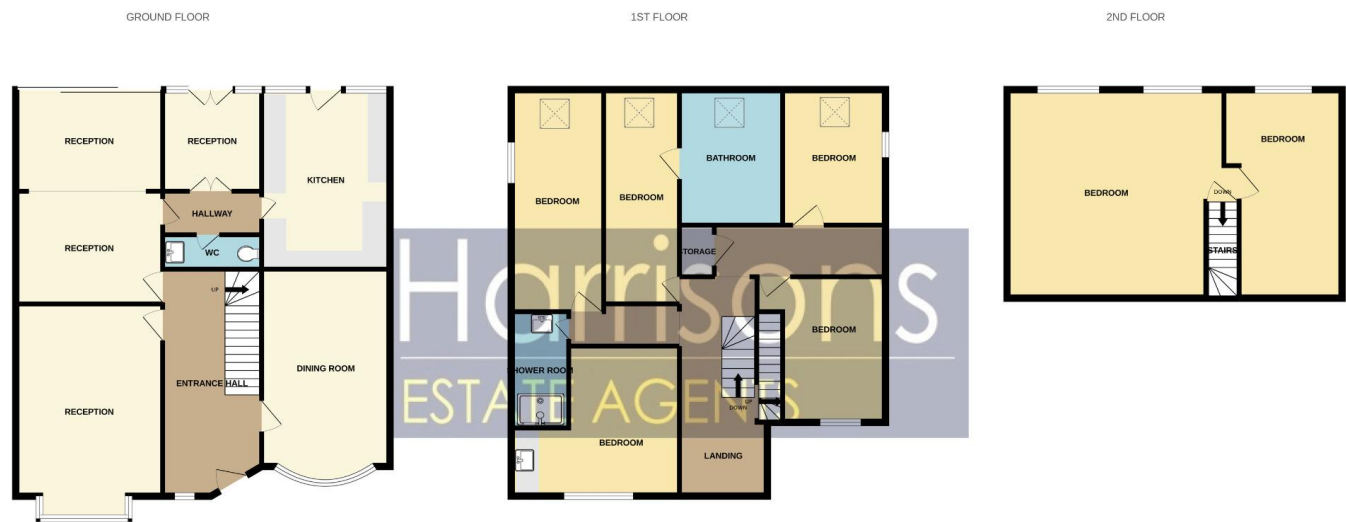 GROUND FLOOR
1ST FLOOR
2ND FLOOR
RECEPTION
RECEPTION
KITCHEN
HALLWAY
WC
RECEPTION
UP
DINING ROOM
ENTRANCE HALL
RECEPTION
BATHROOM
BEDROOM
BEDROOM
BEDROOM
STORAGE
Harrisons
ESTATE AGENTS
BEDROOM
SHOWER ROOM
UP
DOWN
BEDROOM
LANDING
BEDROOM
BEDROOM
DOWN
STAIRS